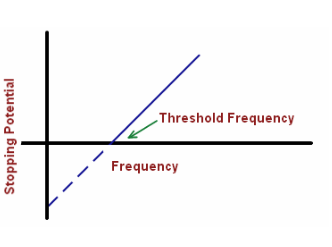 Stopping Potential
Threshold Frequency
Frequency